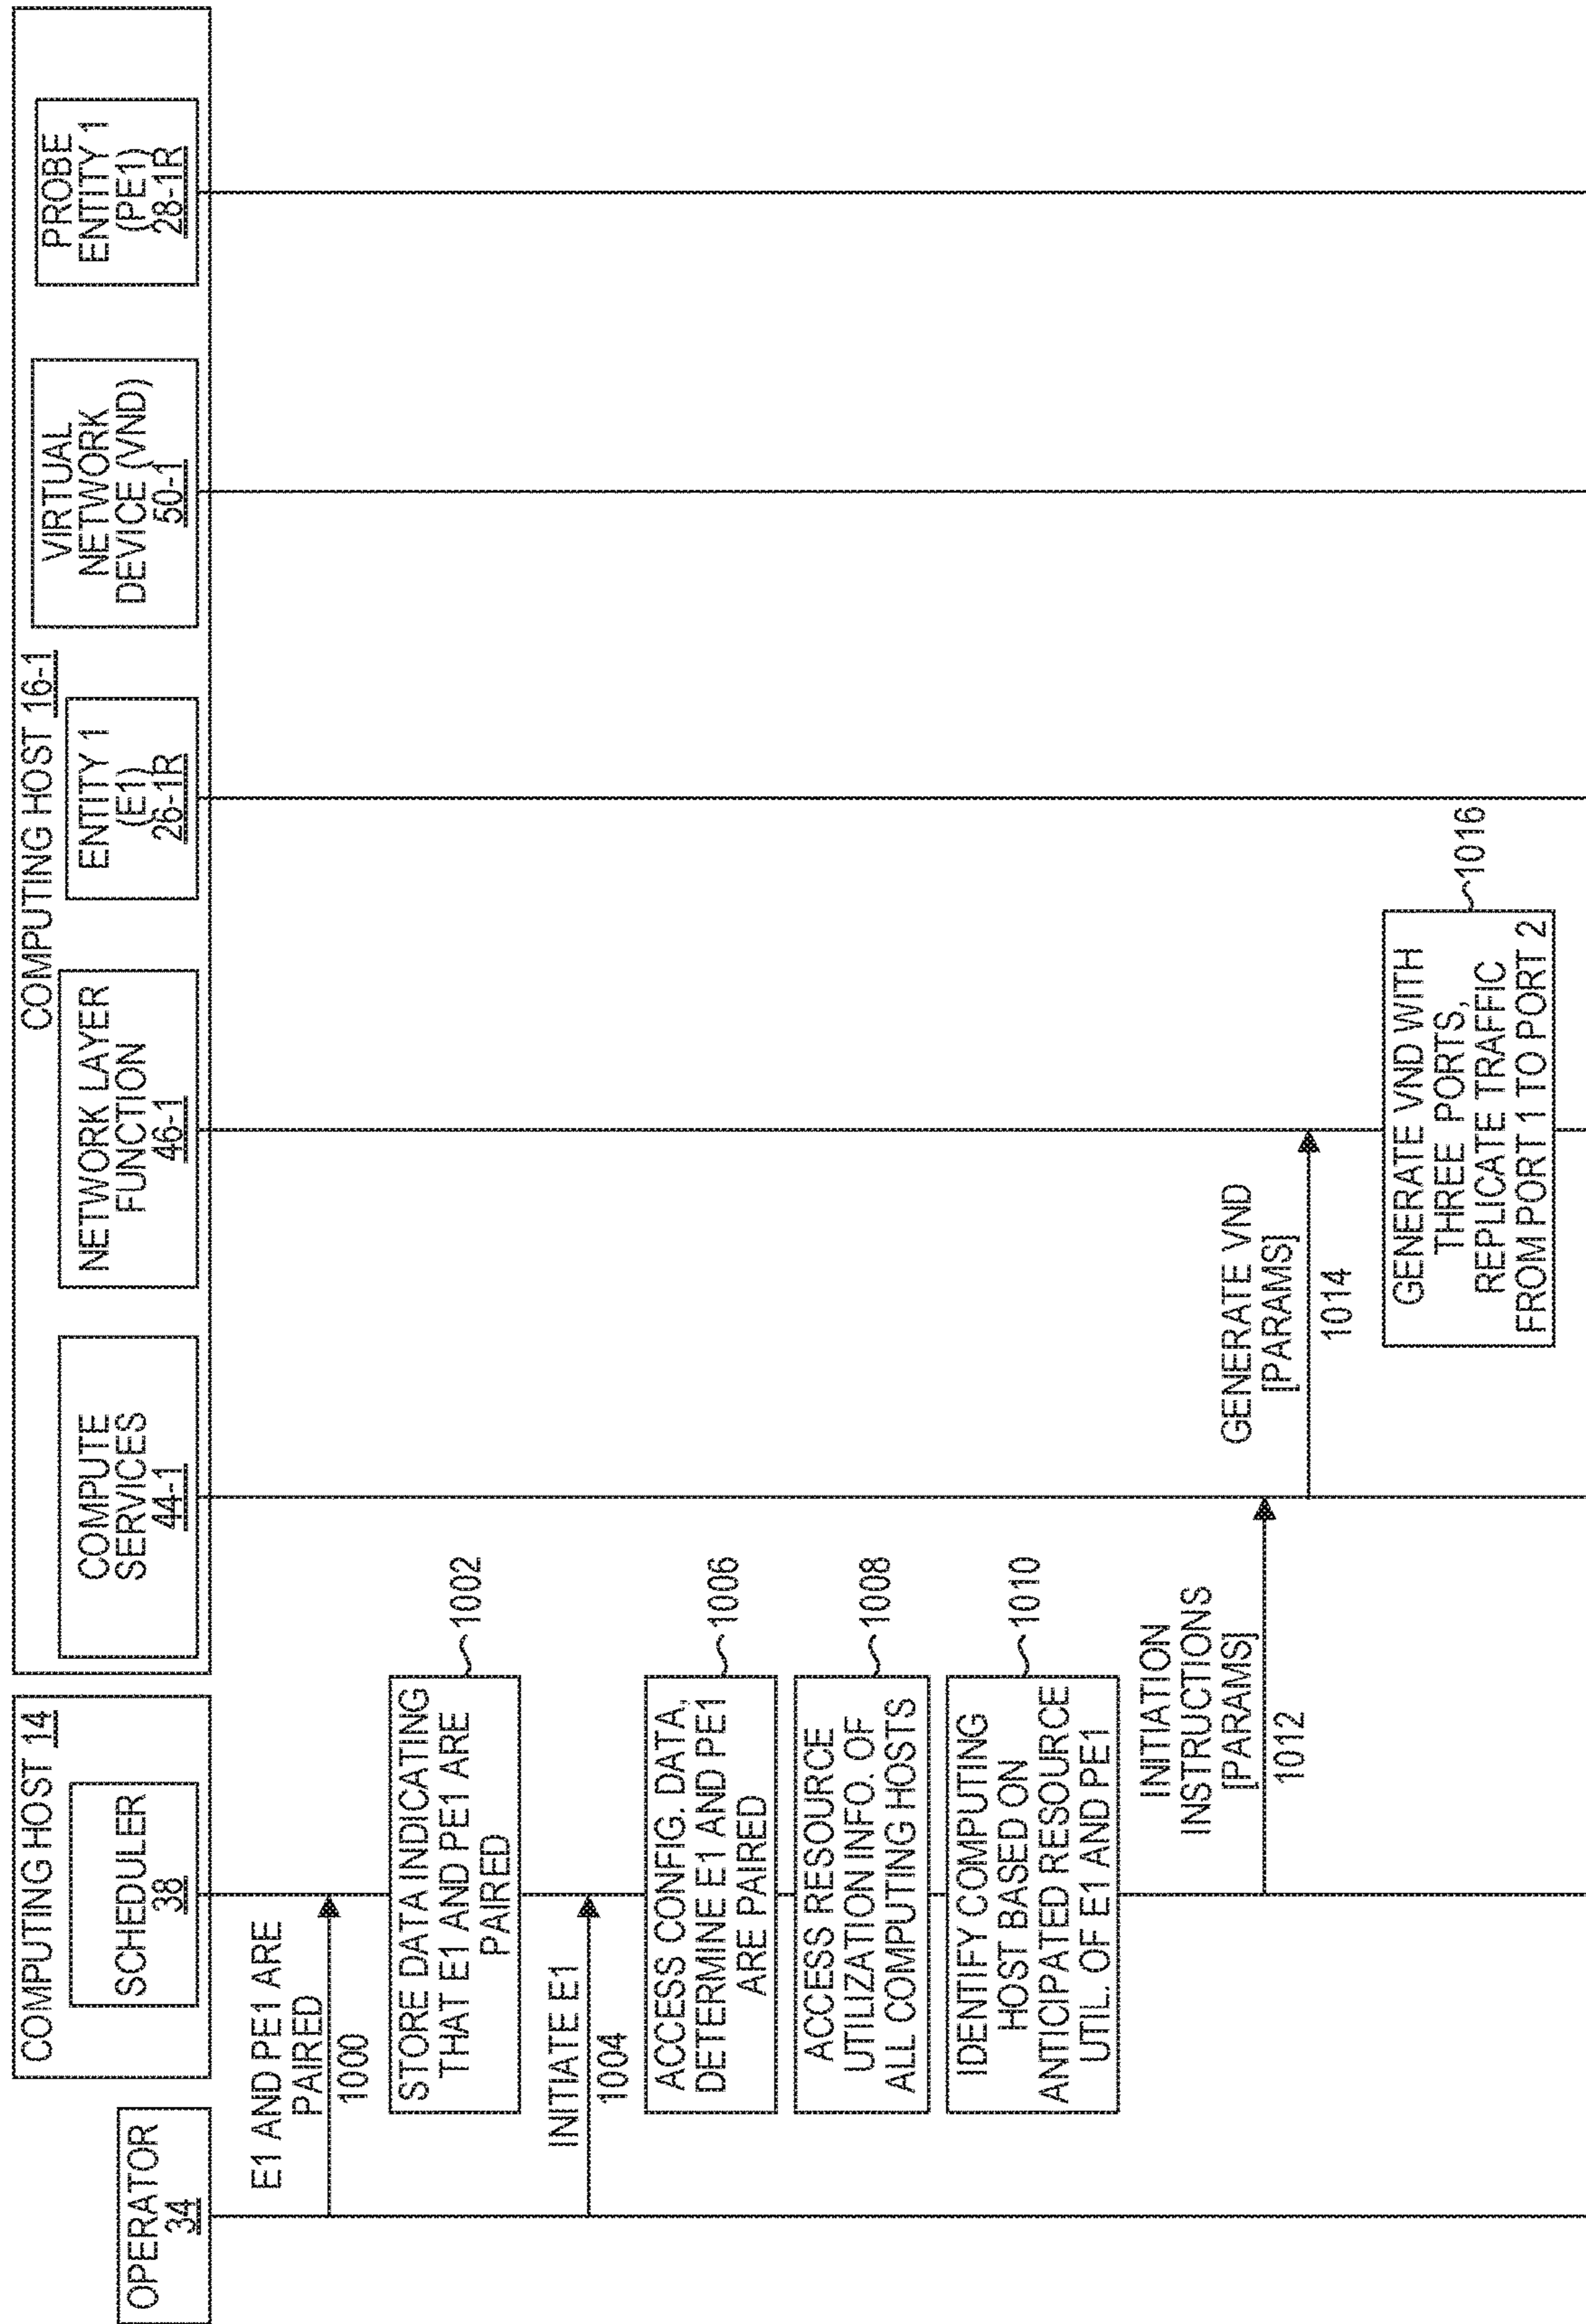 OPERATOR
34
COMPUTING HOST 14
SCHEDULER
38
COMPUTING HOST 16-1
COMPUTE
SERVICES
44-1
NETWORK LAYER
FUNCTION
46-1
ENTITY 1
(E1)
26-1R
VIRTUAL
NETWORK
DEVICE (VND)
50-1
PROBE
ENTITY 1
(PE1)
28-1R
E1 AND PE1 ARE
PAIRED
1000
STORE DATA INDICATING
THAT E1 AND PE1 ARE
PAIRED
1002
INITIATE E1
1004
ACCESS CONFIG. DATA,
DETERMINE E1 AND PE1
ARE PAIRED
1006
ACCESS RESOURCE
UTILIZATION INFO. OF
ALL COMPUTING HOSTS
1008
IDENTIFY COMPUTING
HOST BASED ON
ANTICIPATED RESOURCE
UTIL. OF E1 AND PE1
1010
INITIATION
INSTRUCTIONS
[PARAMS]
1012
GENERATE VND
[PARAMS]
1014
GENERATE VND WITH
THREE PORTS,
REPLICATE TRAFFIC
FROM PORT 1 TO PORT 2
1016